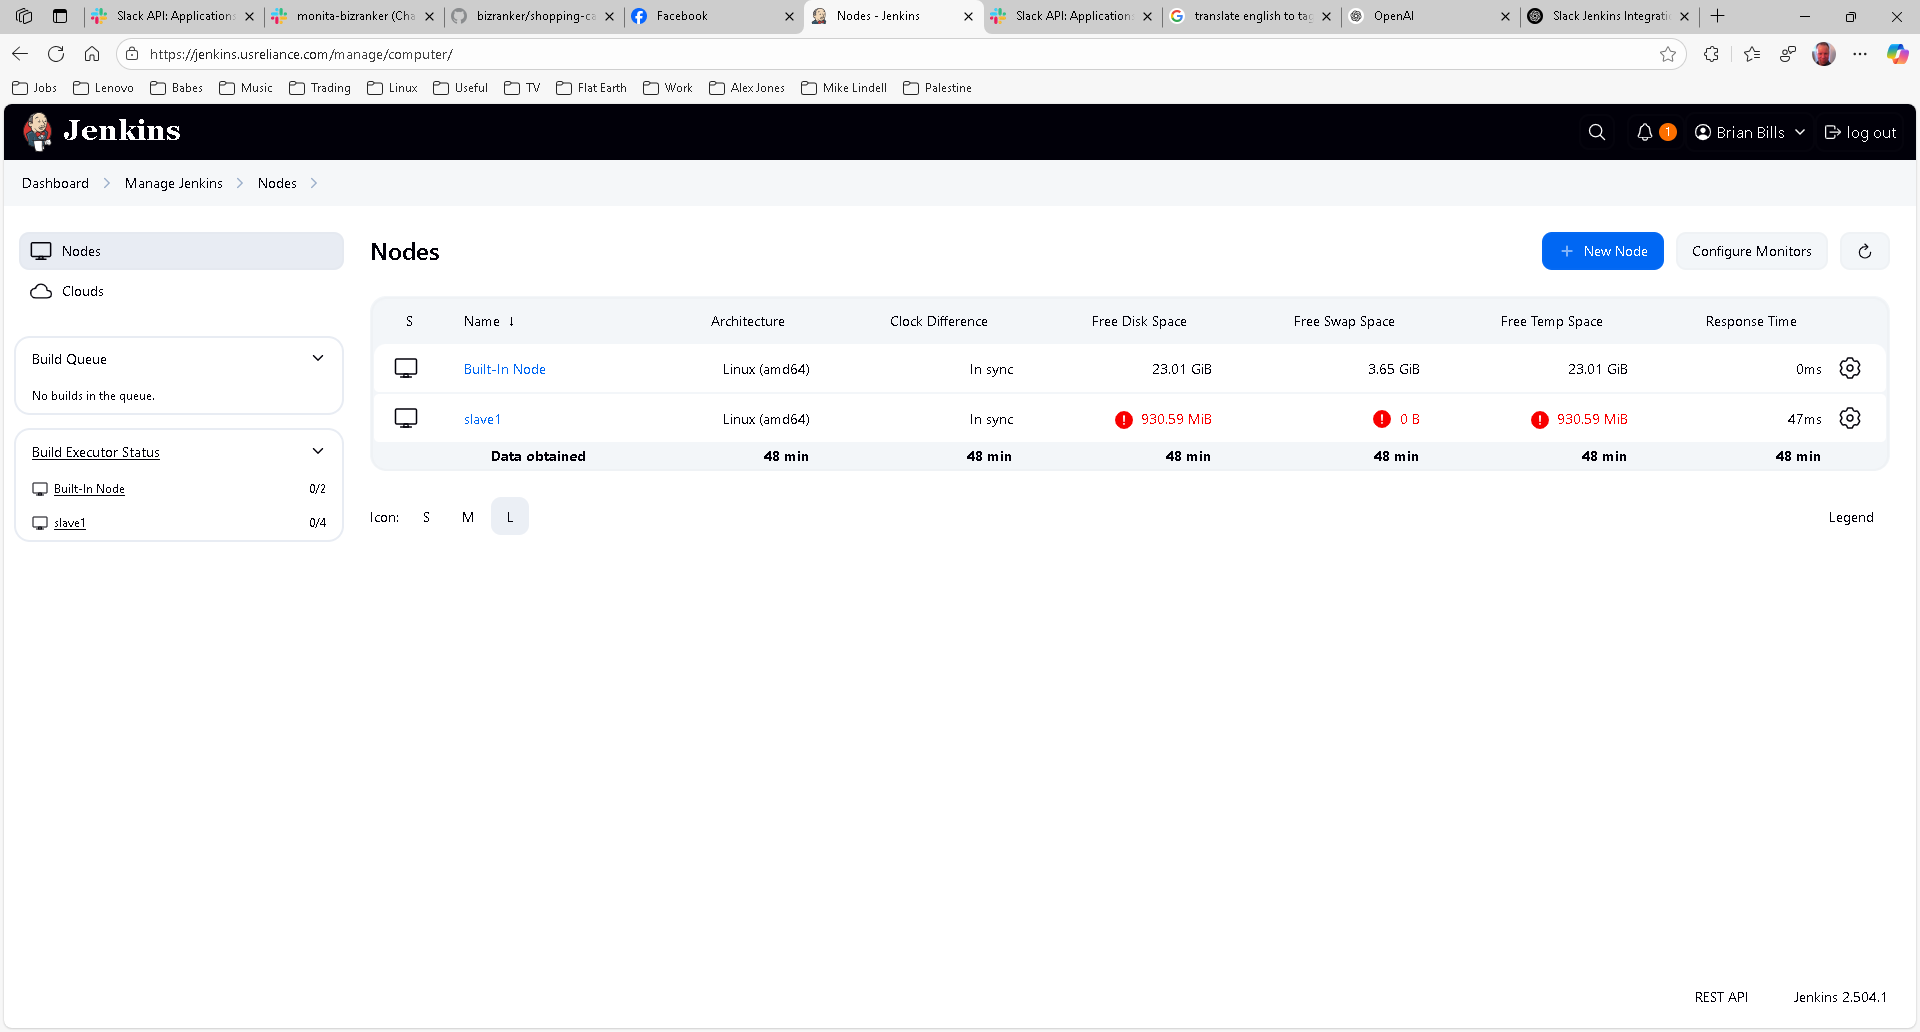 Slack API: Applications
monita-bizranker (Cha
bizranker/shopping-ca
Facebook
Nodes - Jenkins
Slack API: Applications
translate english to tag
OpenAI
Slack Jenkins Integrati
https://jenkins.usreliance.com/manage/computer/
Jobs
Lenovo
Babes
Music
Trading
Linux
Useful
TV
Flat Earth
Work
Alex Jones
Mike Lindell
Palestine
Jenkins
1
Brian Bills
log out
Dashboard
Manage Jenkins
Nodes
Nodes
Clouds
Build Queue
No builds in the queue.
Build Executor Status
Built-In Node 0/2
slave1 0/4
Nodes
+ New Node
Configure Monitors
S Name ↓ Architecture Clock Difference Free Disk Space Free Swap Space Free Temp Space Response Time
Built-In Node Linux (amd64) In sync 23.01 GiB 3.65 GiB 23.01 GiB 0ms
slave1 Linux (amd64) In sync 930.59 MiB 0 B 930.59 MiB 47ms
Data obtained 48 min 48 min 48 min 48 min 48 min 48 min
Icon: S M L
Legend
REST API
Jenkins 2.504.1